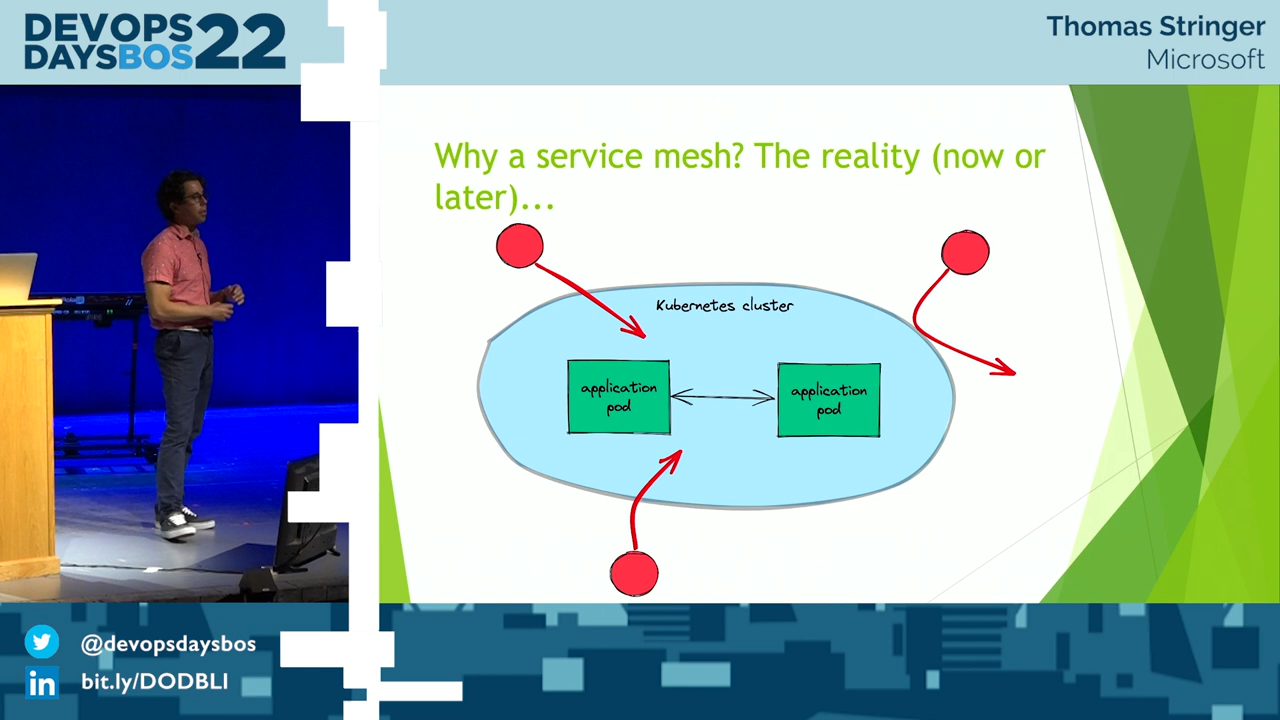 DEVOPS
DAYSBOS22
Thomas Stringer
Microsoft
Why a service mesh? The reality (now or
later)...
Kubernetes cluster
application
pod
application
pod
@devopsdaysbos
in
bit.ly/DODBLI